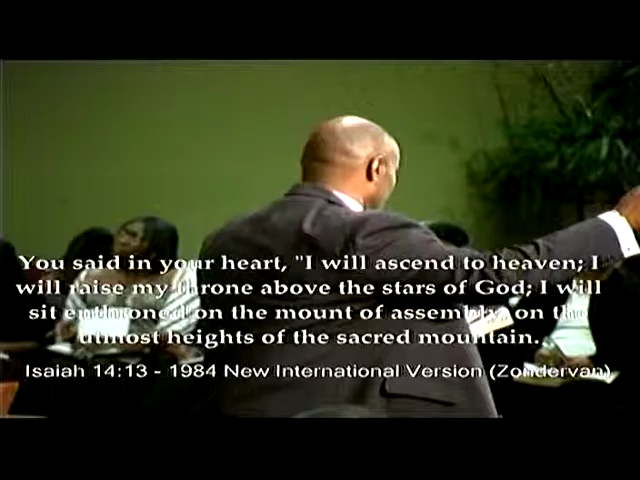 You said in your heart, "I will ascend to heaven; I
will raise my throne above the stars of God; I will
sit enthroned on the mount of assembly, on the
utmost heights of the sacred mountain..
Isaiah 14:13 - 1984 New International Version (Zondervan)